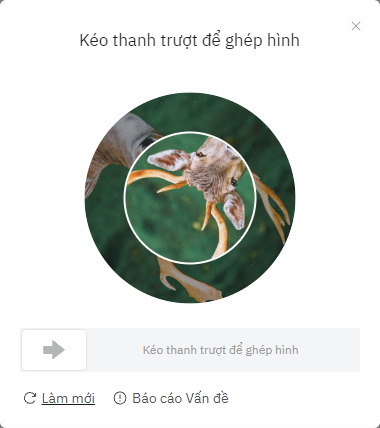 Kéo thanh trượt để ghép hình
Kéo thanh trượt để ghép hình
Làm mới
Báo cáo Vấn đề